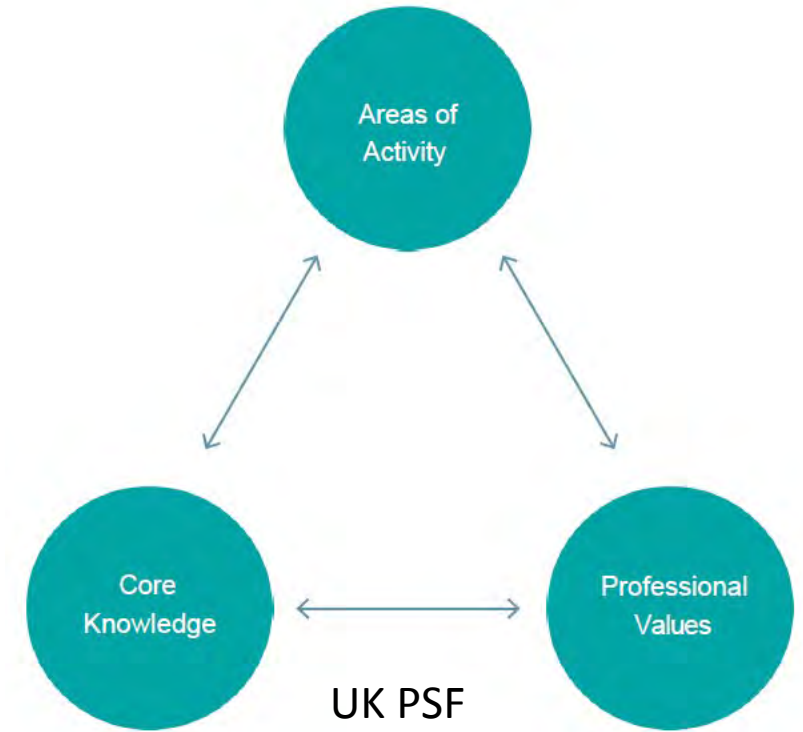 Areas of
Activity
Core
Knowledge
Professional
Values
UK PSF